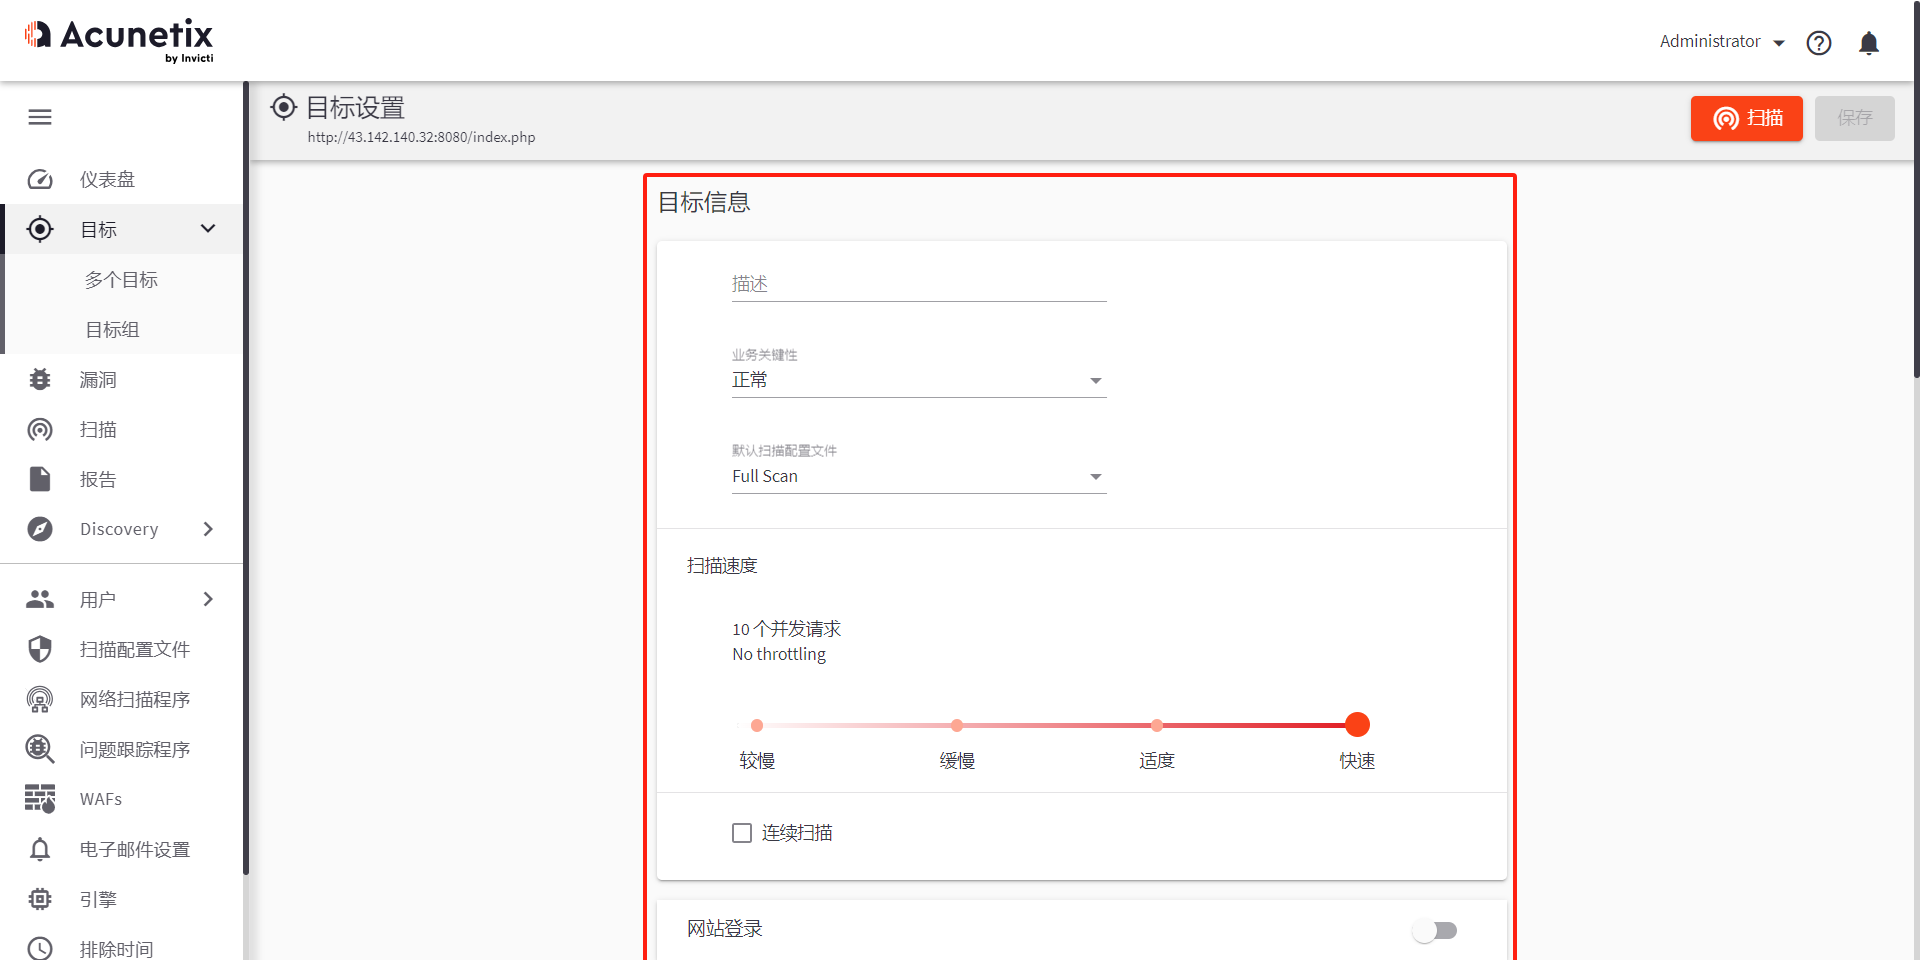 Acunetix
by Invicti
Administrator
仪表盘
目标
多个目标
目标组
漏洞
扫描
报告
Discovery
用户
扫描配置文件
网络扫描程序
问题跟踪程序
WAFs
电子邮件设置
引擎
排除时间
目标设置
http://43.142.140.32:8080/index.php
扫描
保存
目标信息
描述
业务关键性
正常
默认扫描配置文件
Full Scan
扫描速度
10 个并发请求
No throttling
较慢 缓慢 适度 快速
连续扫描
网站登录